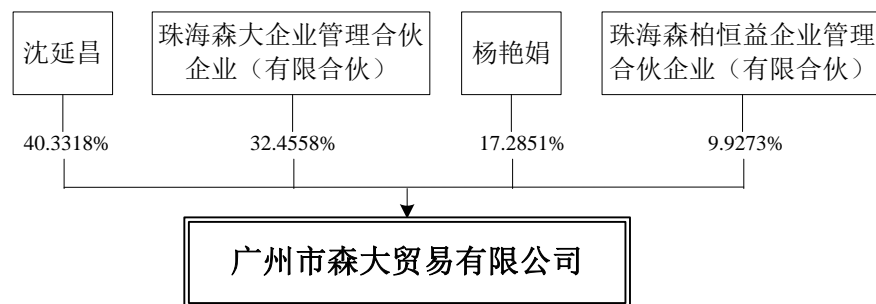 沈延昌
珠海森大企业管理合伙
企业（有限合伙）
杨艳娟
珠海森柏恒益企业管理
合伙企业（有限合伙）
40.3318%
32.4558%
17.2851%
9.9273%
广州市森大贸易有限公司